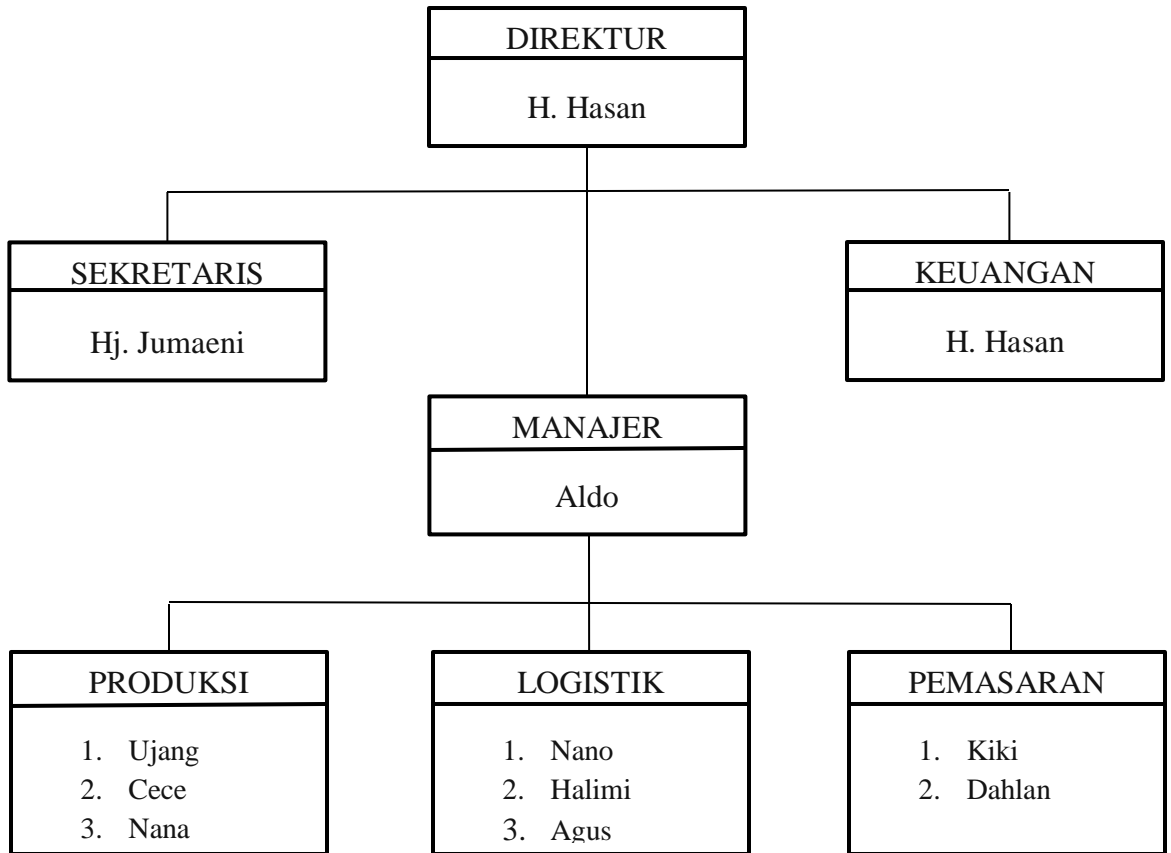 DIREKTUR
H. Hasan
SEKRETARIS
Hj. Jumaeni
KEUANGAN
H. Hasan
MANAJER
Aldo
PRODUKSI
1. Ujang
2. Cece
3. Nana
LOGISTIK
1. Nano
2. Halimi
3. Agus
PEMASARAN
1. Kiki
2. Dahlan